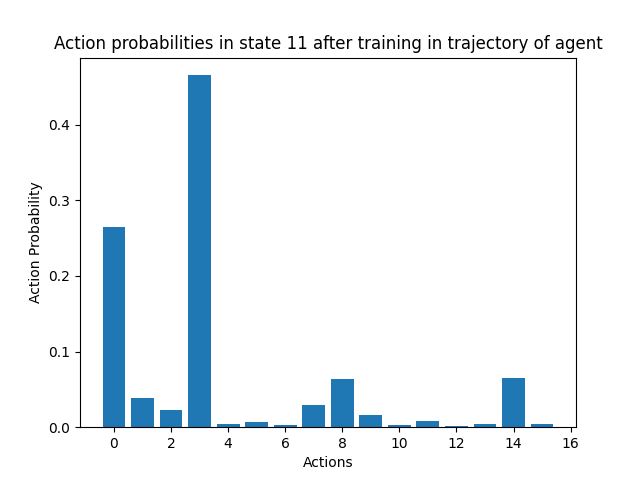 Action probabilities in state 11 after training in trajectory of agent
0.4
0.3
0.2
0.1
0.0
Action Probability
0 2 4 6 8 10 12 14 16
Actions